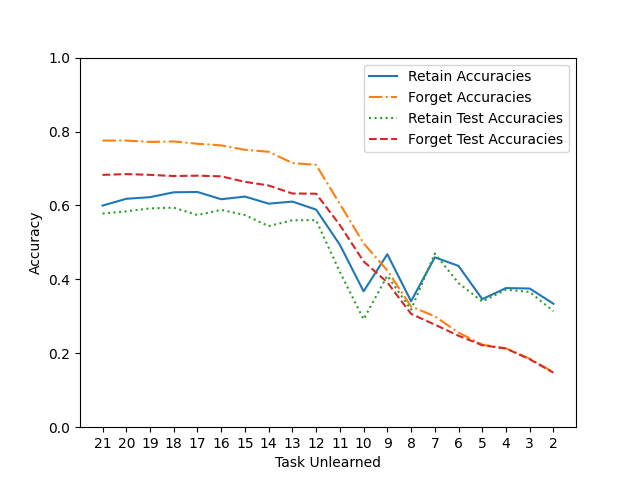 1.0
0.8
0.6
0.4
0.2
0.0
Accuracy
Retain Accuracies
Forget Accuracies
Retain Test Accuracies
Forget Test Accuracies
21 20 19 18 17 16 15 14 13 12 11 10 9 8 7 6 5 4 3 2
Task Unlearned